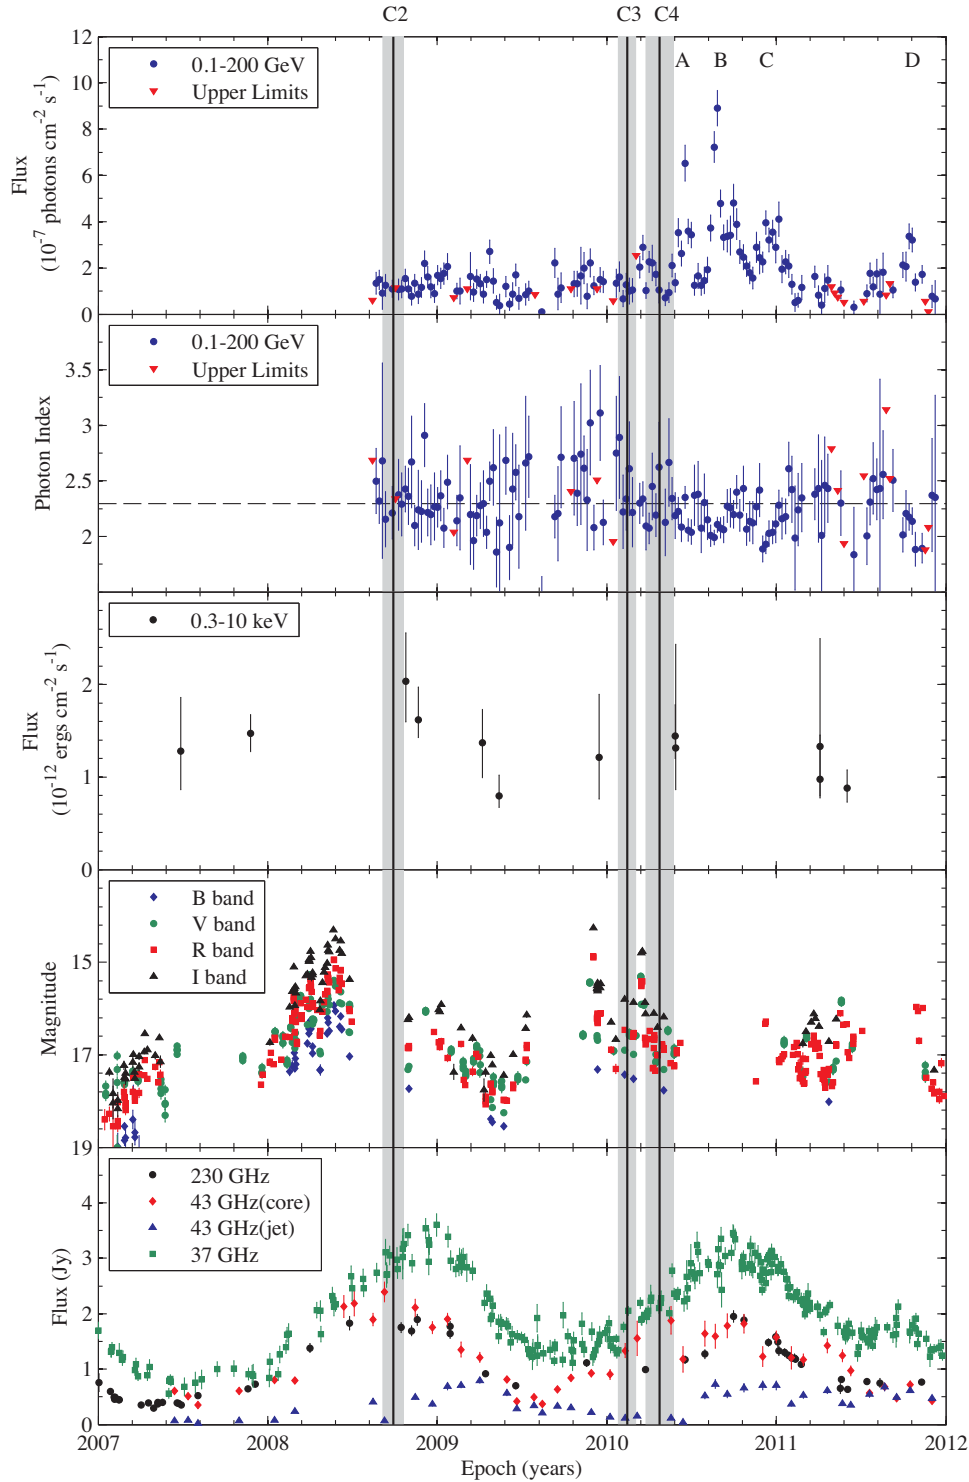 C2
C3
C4
12
10
8
6
4
2
0
Flux
(10⁻⁷ photons cm⁻² s⁻¹)
0.1-200 GeV
Upper Limits
A
B
C
D
3.5
3
2.5
2
Photon Index
0.1-200 GeV
Upper Limits
2
1
0
Flux
(10⁻¹² ergs cm⁻² s⁻¹)
0.3-10 keV
15
17
19
Magnitude
B band
V band
R band
I band
4
3
2
1
0
Flux (Jy)
230 GHz
43 GHz(core)
43 GHz(jet)
37 GHz
2007
2008
2009
2010
2011
2012
Epoch (years)